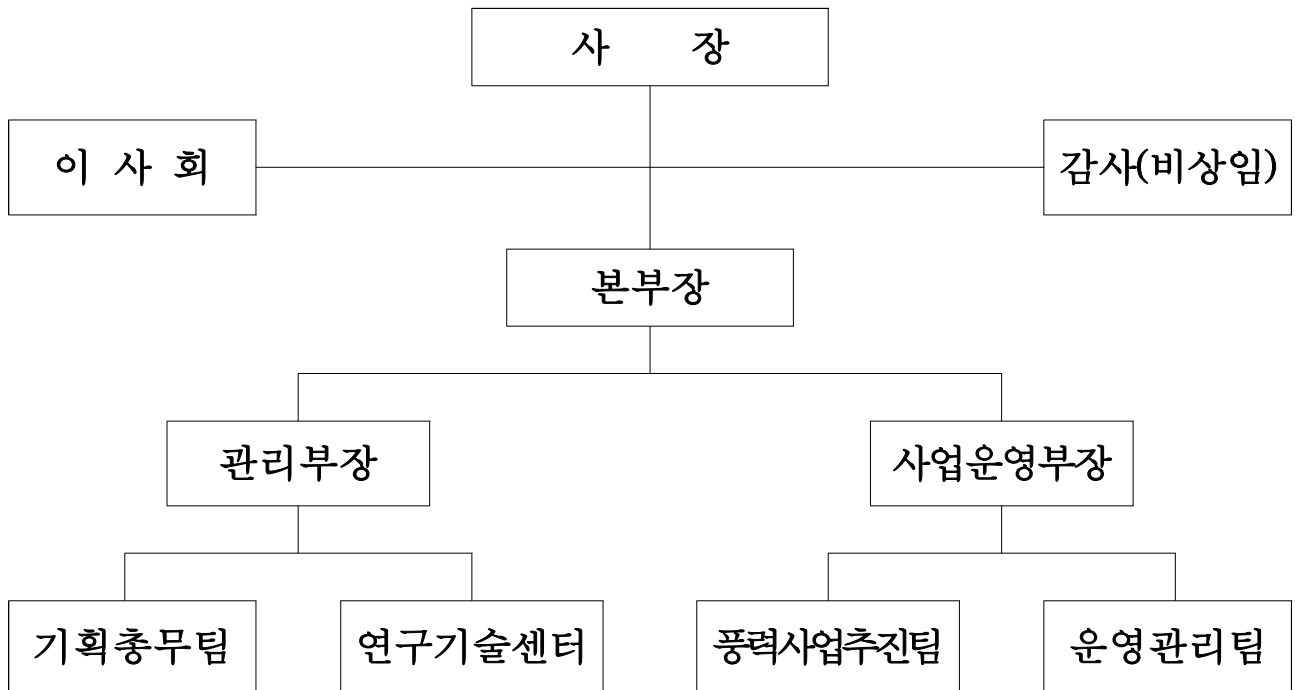 사 장
이 사 회
감사(비상임)
본부장
관리부장
사업운영부장
기획총무팀
연구기술센터
풍력사업추진팀
운영관리팀